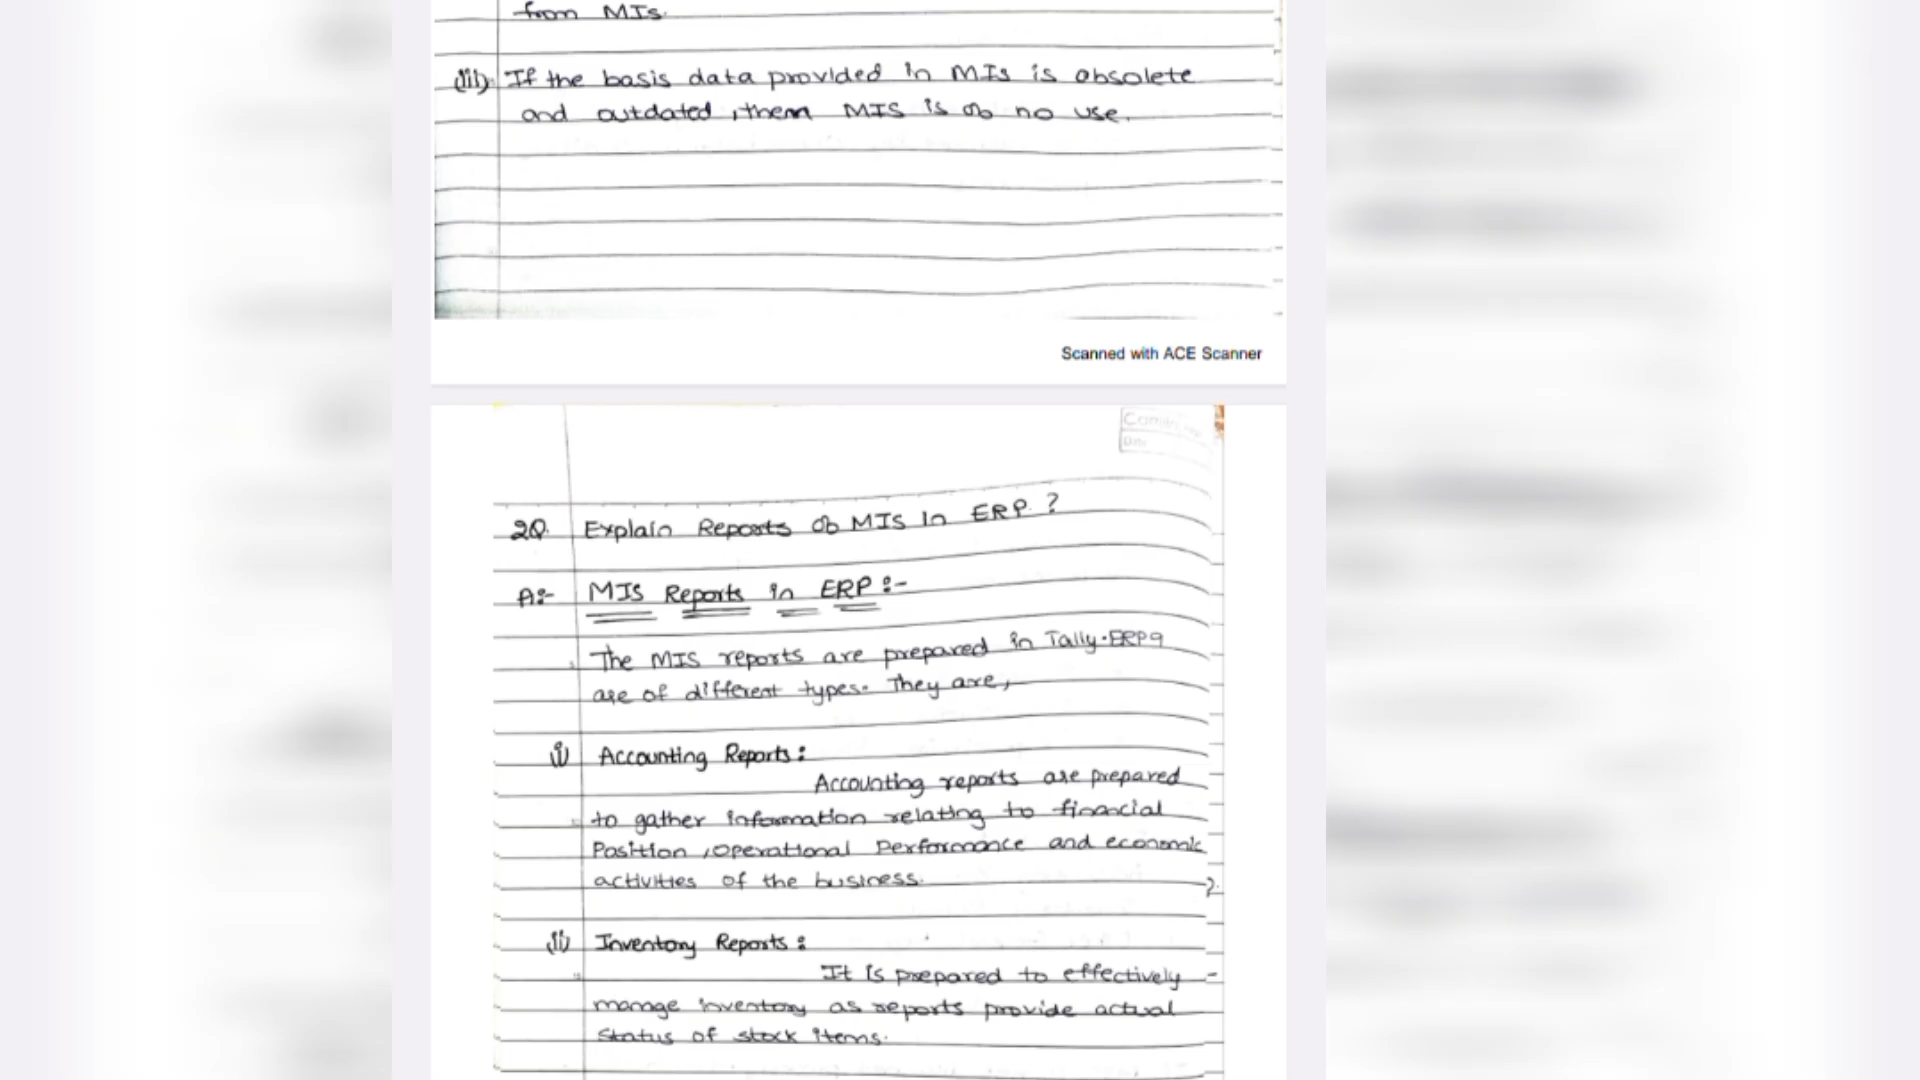 from MIS.
(iii) If the basis data provided in MIS is absolete
and outdated, them MIS is of no use.
Scanned with ACE Scanner
2Q. Explain Reports of MIS in ERP ?
A:- MIS Reports in ERP :-
The MIS reports are prepared in Tally.ERP9
are of different types. They are,
(i) Accounting Reports :
Accounting reports are prepared
to gather information relating to financial
Position, operational Performance and economic
activities of the business.
(ii) Inventory Reports :
It is prepared to effectively
manage inventory as reports provide actual
Status of stock items.